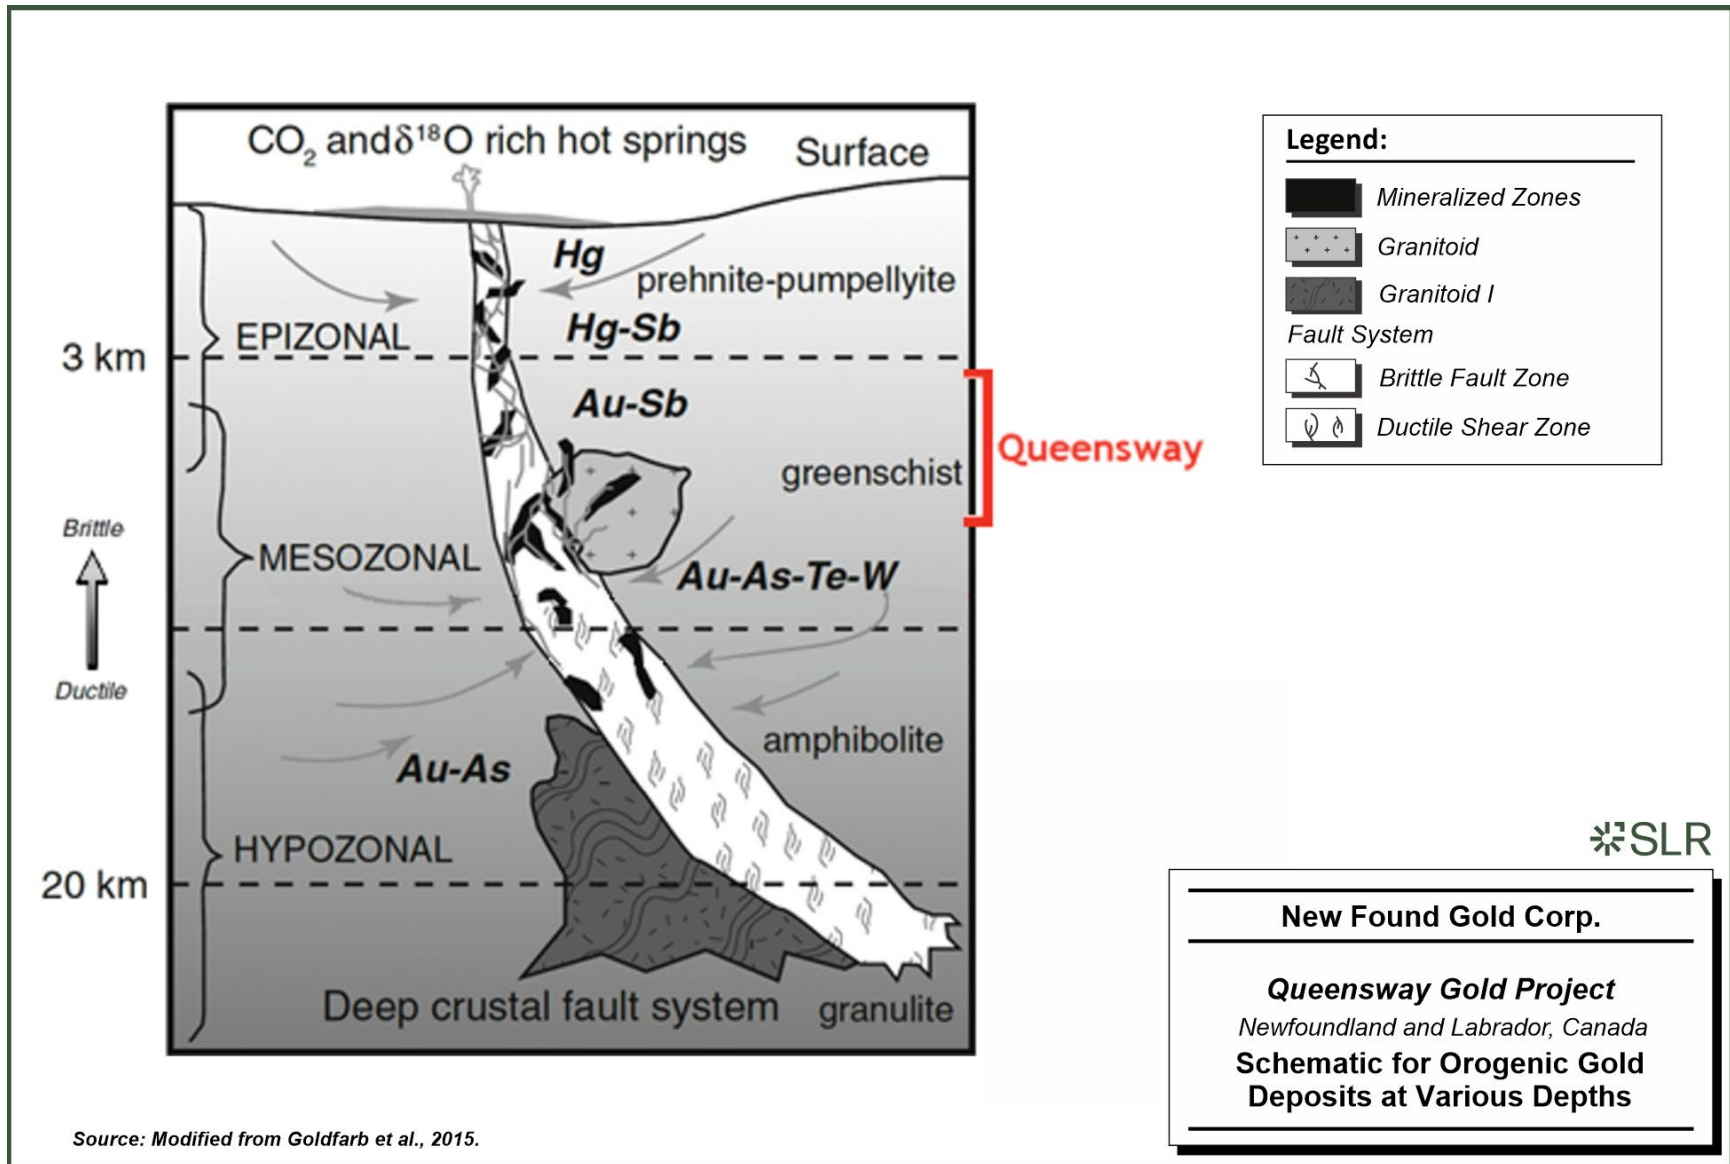 CO₂ andδ¹⁸O rich hot springs
Surface
Hg
prehnite-pumpellyite
Hg-Sb
EPIZONAL
3 km
Au-Sb
Queensway
greenschist
Brittle
MESOZONAL
Au-As-Te-W
Ductile
amphibolite
Au-As
HYPOZONAL
20 km
Deep crustal fault system
granulite
Legend:
Mineralized Zones
Granitoid
Granitoid I
Fault System
Brittle Fault Zone
Ductile Shear Zone
SLR
New Found Gold Corp.
Queensway Gold Project
Newfoundland and Labrador, Canada
Schematic for Orogenic Gold
Deposits at Various Depths
Source: Modified from Goldfarb et al., 2015.